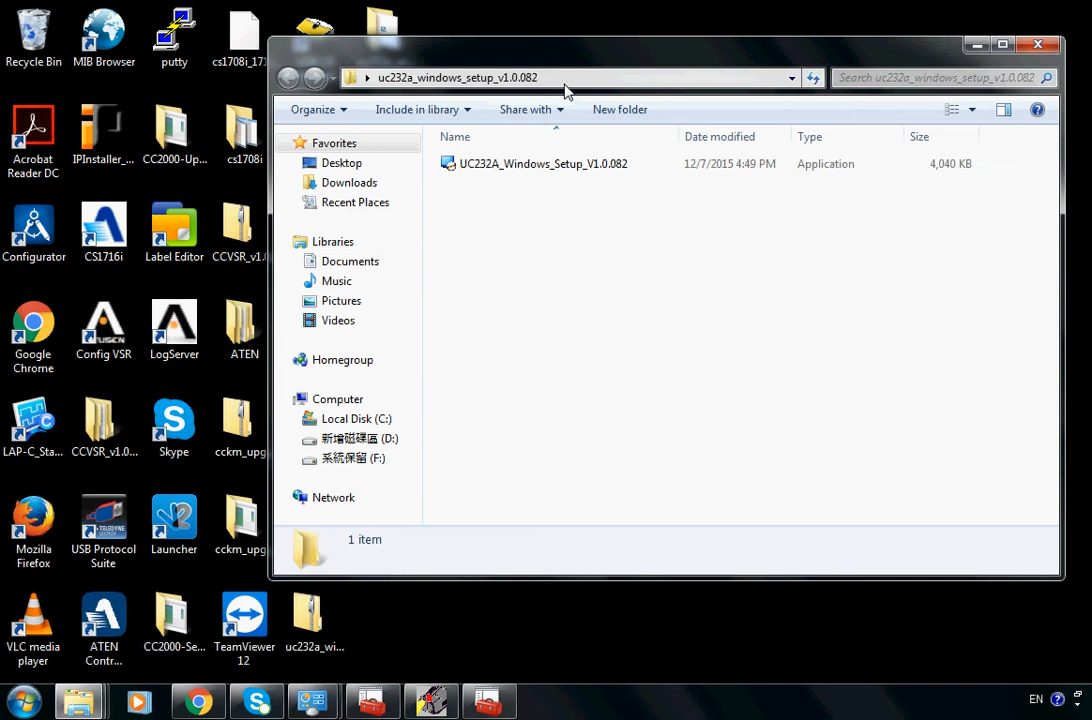 Recycle Bin
MIB Browser
putty
cs1708i_171
Acrobat
Reader DC
IPInstaller_...
CC2000-Up...
cs1708i
Configurator
CS1716i
Label Editor
CCVSR_v1.0
Google
Chrome
Config VSR
LogServer
ATEN
LAP-C_Sta...
CCVSR_v1.0...
Skype
cckm_upg
Mozilla
Firefox
USB Protocol
Suite
Launcher
cckm_upg
VLC media
player
ATEN
Contr...
CC2000-Se...
TeamViewer
12
uc232a_wi...
uc232a_windows_setup_v1.0.082
Search uc232a_windows_setup_v1.0.082
Organize
Include in library
Share with
New folder
Favorites
Desktop
Downloads
Recent Places
Libraries
Documents
Music
Pictures
Videos
Homegroup
Computer
Local Disk (C:)
新增磁碟區 (D:)
系統保留 (F:)
Network
Name
Date modified
Type
Size
UC232A_Windows_Setup_V1.0.082
12/7/2015 4:49 PM
Application
4,040 KB
1 item
EN